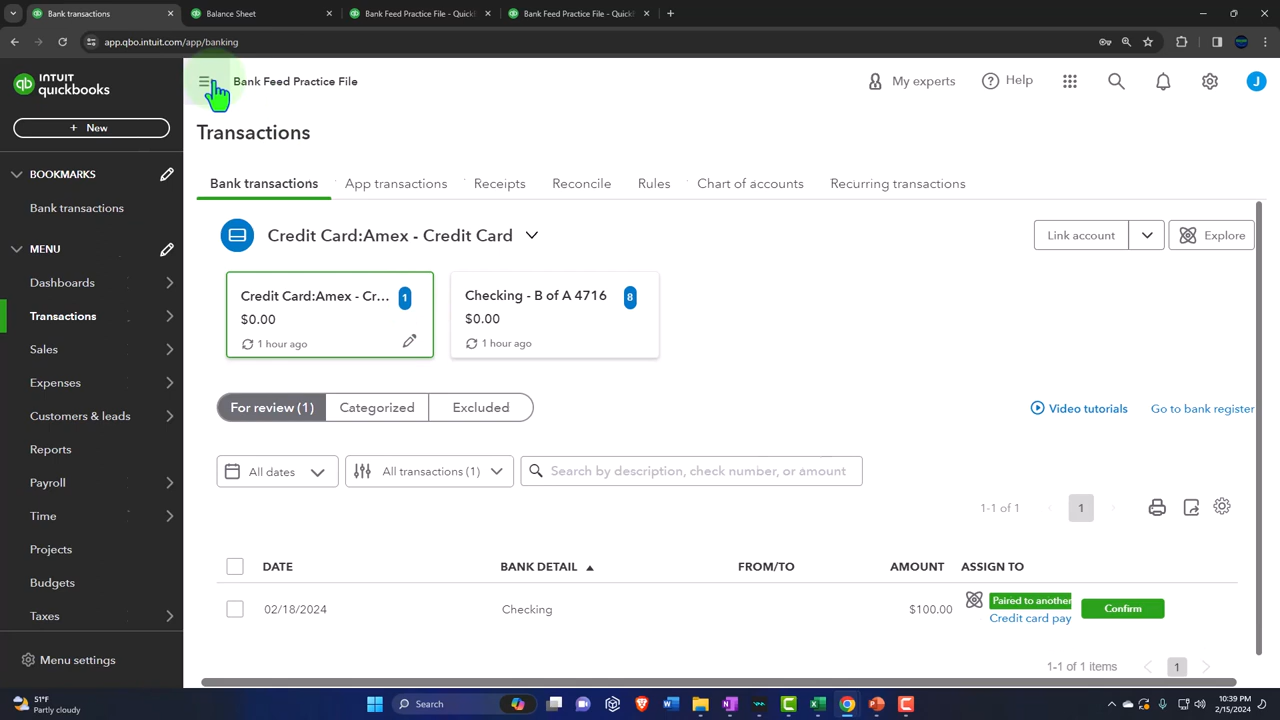 Bank transactions
Balance Sheet
Bank Feed Practice File - Quick
Bank Feed Practice File - Quick
qbo.qbo.intuit.com/app/banking
INTUIT quickbooks
Bank Feed Practice File
My experts
Help
J
+ New
Transactions
BOOKMARKS
Bank transactions
App transactions
Receipts
Reconcile
Rules
Chart of accounts
Recurring transactions
Bank transactions
MENU
Credit Card:Amex - Credit Card
Link account
Explore
Dashboards
Transactions
Sales
Expenses
Customers & leads
Reports
Payroll
Time
Projects
Budgets
Taxes
Menu settings
Credit Card:Amex - Cr... 1
$0.00
1 hour ago
Checking - B of A 4716 8
$0.00
1 hour ago
For review (1)
Categorized
Excluded
Video tutorials
Go to bank register
All dates
All transactions (1)
Search by description, check number, or amount
1-1 of 1
1
DATE
BANK DETAIL
FROM/TO
AMOUNT
ASSIGN TO
02/18/2024
Checking
$100.00
Paired to another
Credit card pay
Confirm
1-1 of 1 items
1
51°F
Partly cloudy
Search
10:39 PM
2/15/2024